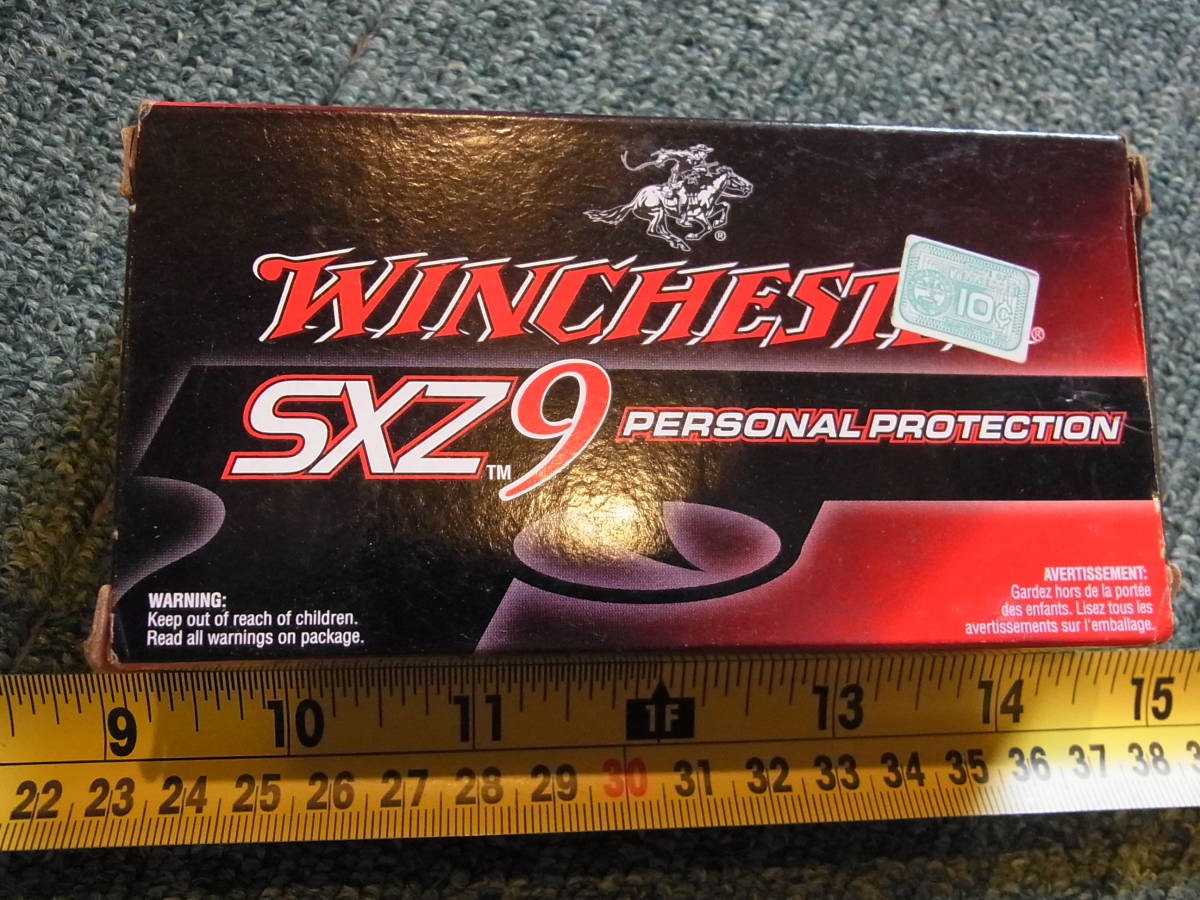 ®
WINCHESTE ®
10¢
SXZ™9 PERSONAL PROTECTION
WARNING:
Keep out of reach of children.
Read all warnings on package.
AVERTISSEMENT:
Gardez hors de la portée
des enfants. Lisez tous les
avertissements sur l'emballage.
9 10 11 1F 13 14 15
22 23 24 25 26 27 28 29 30 31 32 33 34 35 36 37 38